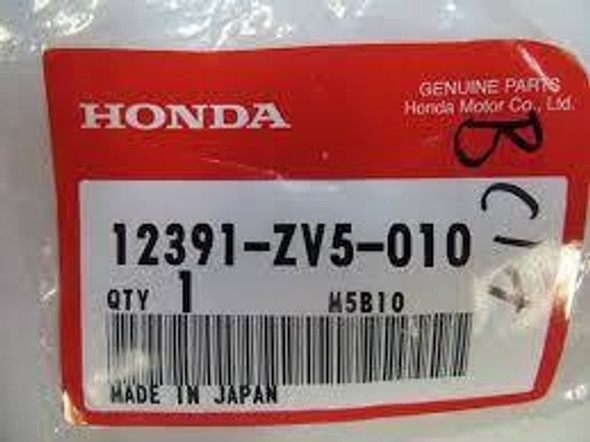 GENUINE PARTS
HONDA
Honda Motor Co., Ltd.
B
12391-ZV5-010
QTY 1 M5B10
MADE IN JAPAN